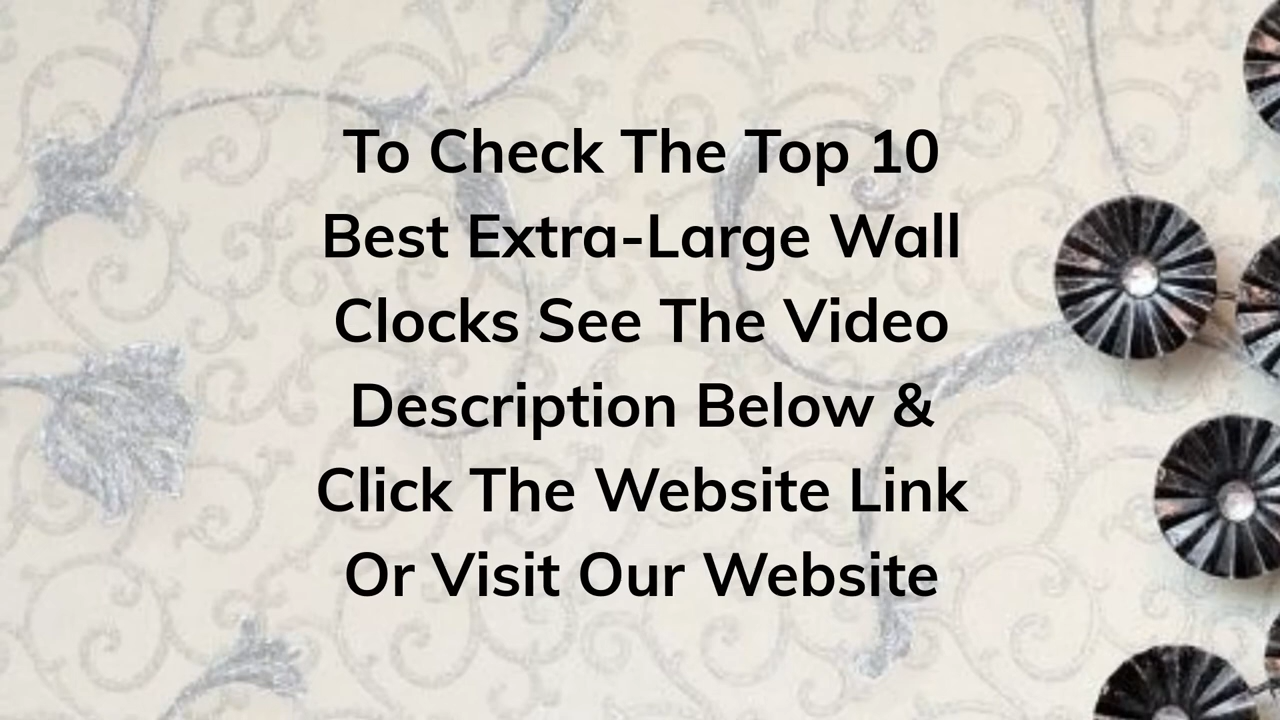 To Check The Top 10
Best Extra-Large Wall
Clocks See The Video
Description Below &
Click The Website Link
Or Visit Our Website